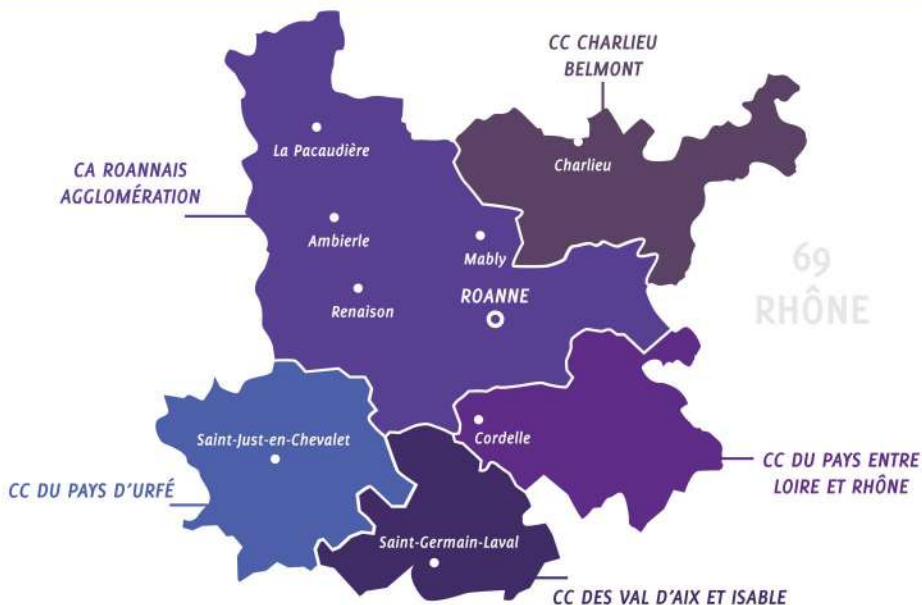 CC CHARLIEU
BELMONT
La Pacaudière
Charlieu
CA ROANNAIS
AGGLOMÉRATION
Ambierle
Mably
69
RHÔNE
Renaison
ROANNE
Saint-Just-en-Chevalet
Cordelle
CC DU PAYS ENTRE
LOIRE ET RHÔNE
CC DU PAYS D'URFÉ
Saint-Germain-Laval
CC DES VAL D'AIX ET ISABLE